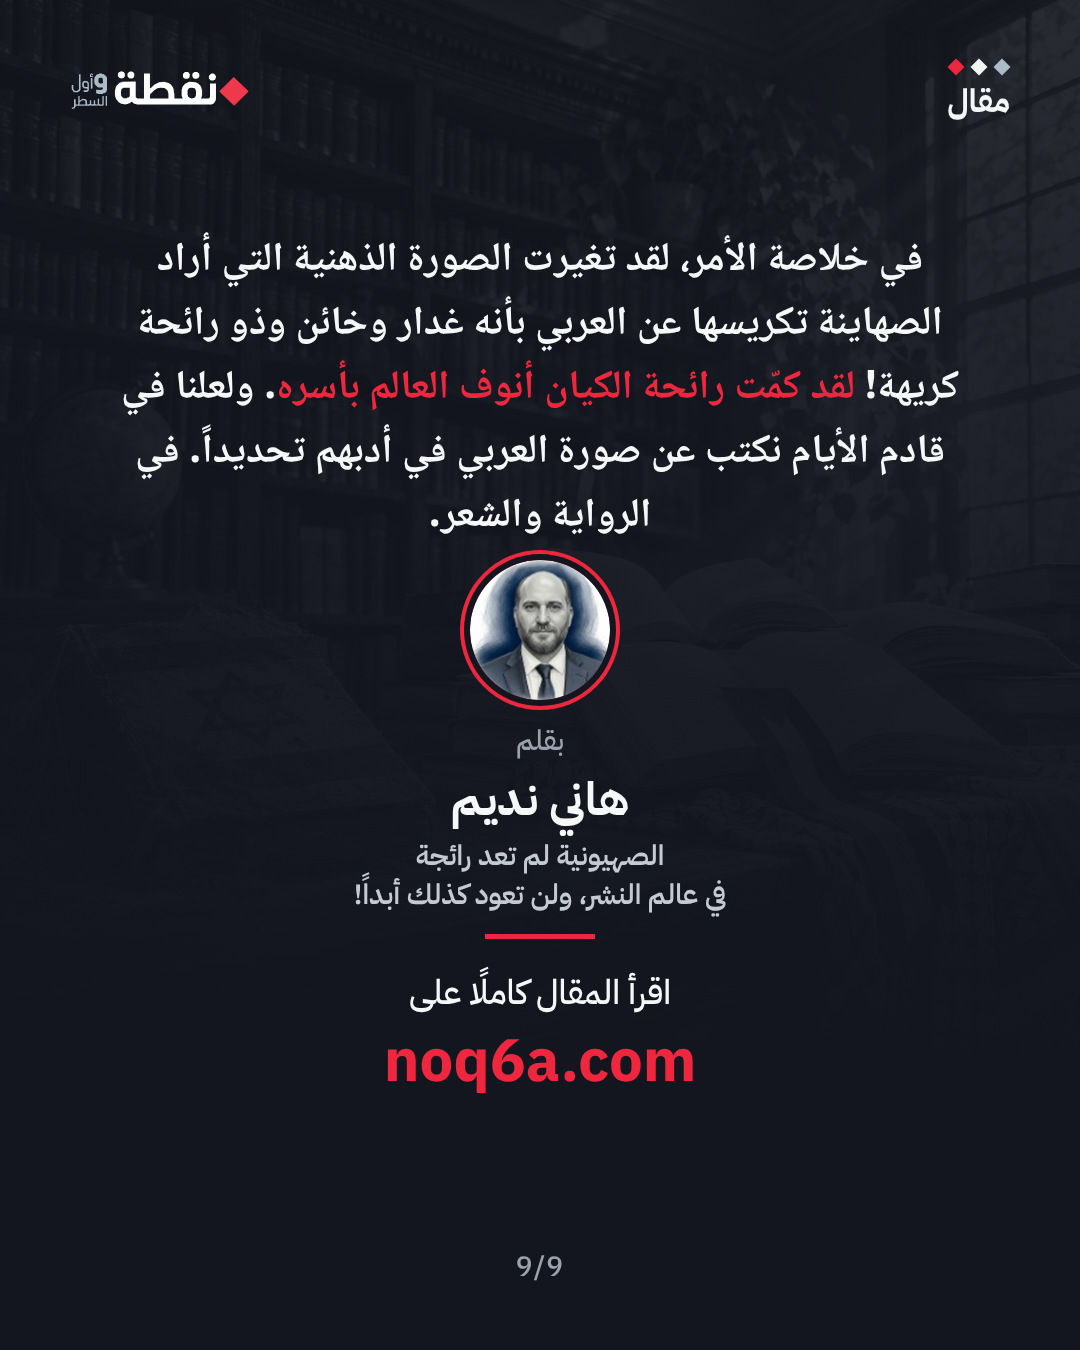 مقال
نقطة وأول السطر
في خلاصة الأمر، لقد تغيرت الصورة الذهنية التي أراد
الصهاينة تكريسها عن العربي بأنه غدار وخائن وذو رائحة
كريهة! لقد كمّت رائحة الكيان أنوف العالم بأسره. ولعلنا في
قادم الأيام نكتب عن صورة العربي في أدبهم تحديداً. في
الرواية والشعر.
بقلم
هاني نديم
الصهيونية لم تعد رائجة
في عالم النشر، ولن تعود كذلك أبداً!
اقرأ المقال كاملًا على
noq6a.com
9/9